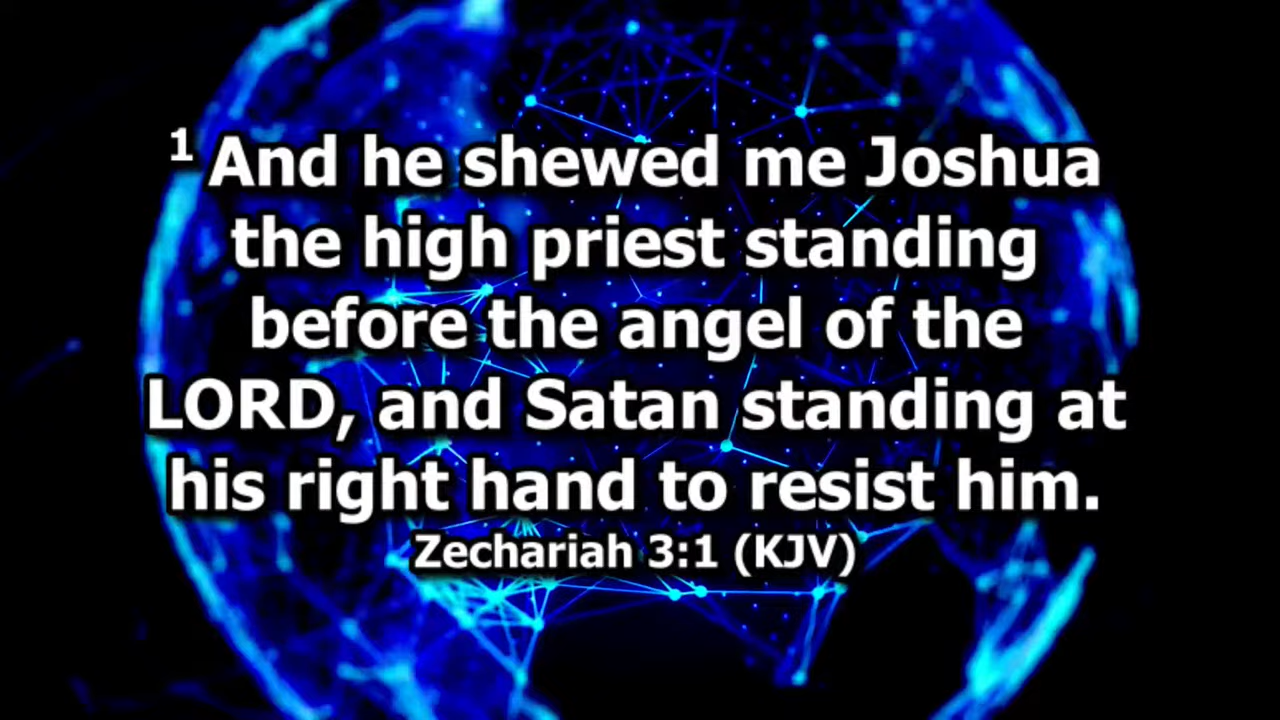 1 And he shewed me Joshua
the high priest standing
before the angel of the
LORD, and Satan standing at
his right hand to resist him.
Zechariah 3:1 (KJV)